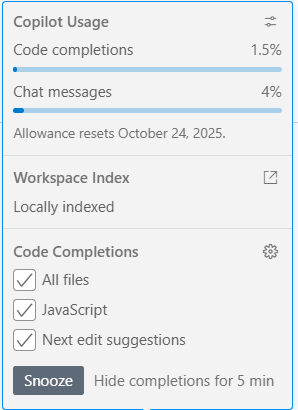 Copilot Usage
Code completions 1.5%
Chat messages 4%
Allowance resets October 24, 2025.
Workspace Index
Locally indexed
Code Completions
All files
JavaScript
Next edit suggestions
Snooze Hide completions for 5 min